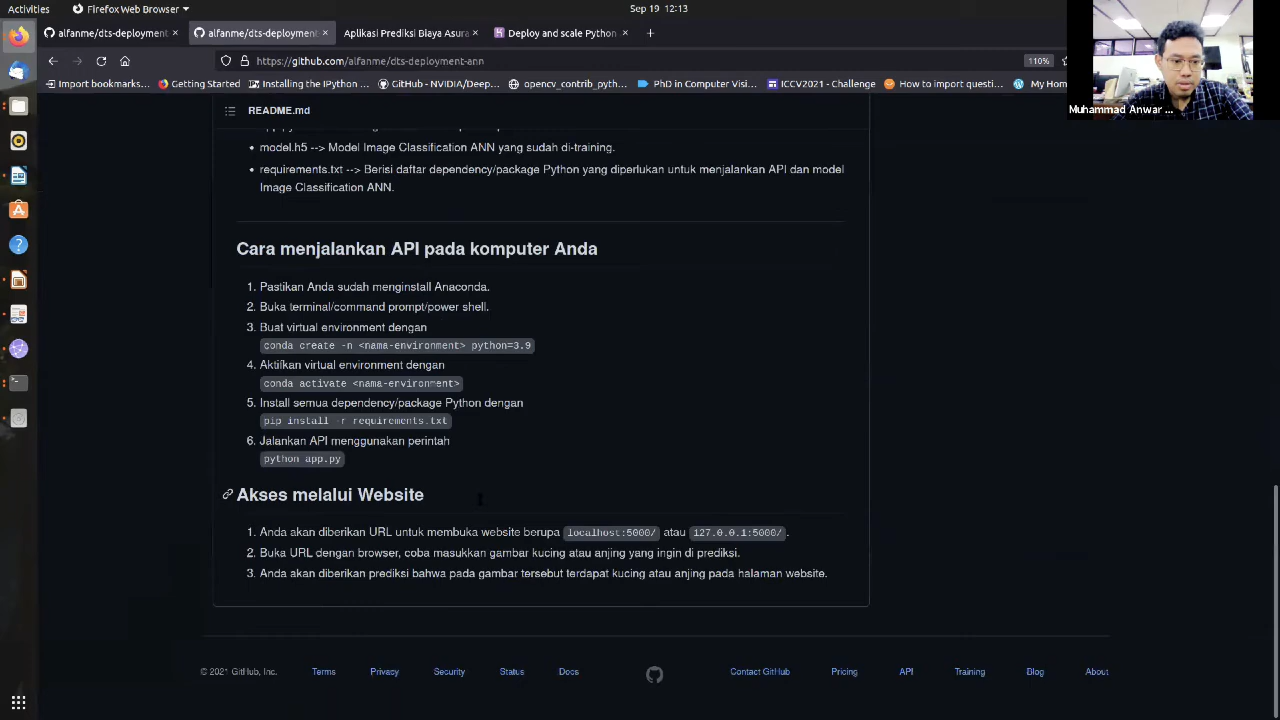 Activities
Firefox Web Browser
Sep 19 12:13
alfanme/dts-deployment
alfanme/dts-deployment
Aplikasi Prediksi Biaya Asura
Deploy and scale Python
https://github.com/alfanme/dts-deployment-ann
110%
Import bookmarks...
Getting Started
Installing the IPython ...
GitHub - NVIDIA/Deep...
opencv_contrib_pyth...
PhD in Computer Visi...
ICCV2021 - Challenge
How to import questi...
My Hom
Muhammad Anwar ...
README.md
model.h5 --> Model Image Classification ANN yang sudah di-training.
requirements.txt --> Berisi daftar dependency/package Python yang diperlukan untuk menjalankan API dan model
Image Classification ANN.
Cara menjalankan API pada komputer Anda
1. Pastikan Anda sudah menginstall Anaconda.
2. Buka terminal/command prompt/power shell.
3. Buat virtual environment dengan
conda create -n <nama-environment> python=3.9
4. Aktifkan virtual environment dengan
conda activate <nama-environment>
5. Install semua dependency/package Python dengan
pip install -r requirements.txt
6. Jalankan API menggunakan perintah
python app.py
Akses melalui Website
1. Anda akan diberikan URL untuk membuka website berupa localhost:5000/ atau 127.0.0.1:5000/ .
2. Buka URL dengan browser, coba masukkan gambar kucing atau anjing yang ingin di prediksi.
3. Anda akan diberikan prediksi bahwa pada gambar tersebut terdapat kucing atau anjing pada halaman website.
© 2021 GitHub, Inc.
Terms
Privacy
Security
Status
Docs
Contact GitHub
Pricing
API
Training
Blog
About